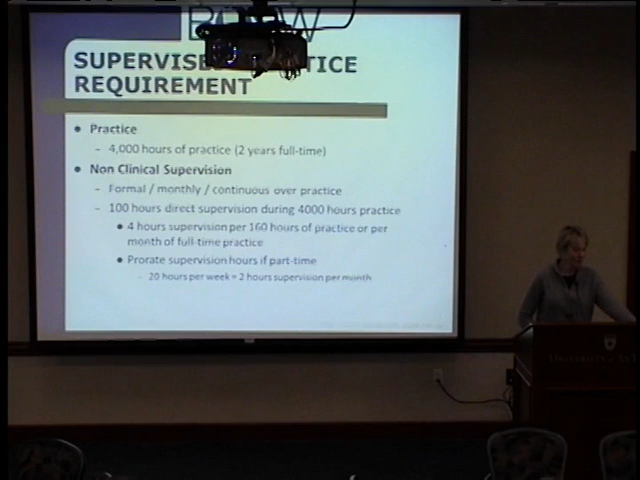 BOSW
SUPERVISED PRACTICE
REQUIREMENT
• Practice
– 4,000 hours of practice (2 years full-time)
• Non Clinical Supervision
– Formal / monthly / continuous over practice
– 100 hours direct supervision during 4000 hours practice
• 4 hours supervision per 160 hours of practice or per
month of full-time practice
• Prorate supervision hours if part-time
– 20 hours per week = 2 hours supervision per month
UNIVERSITY of